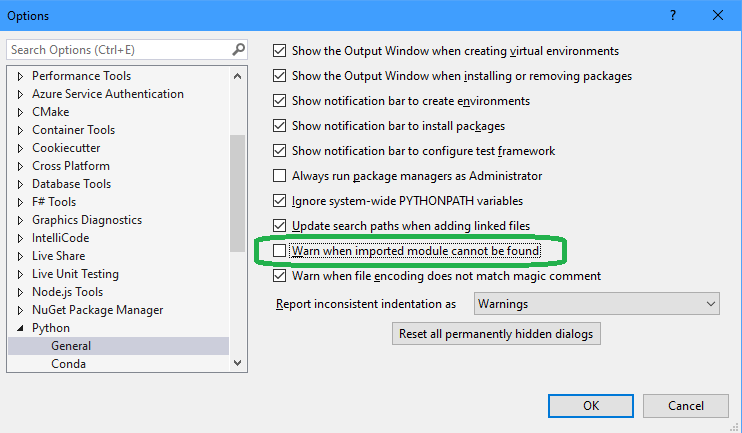 Options
?
Search Options (Ctrl+E)
Performance Tools
Azure Service Authentication
CMake
Container Tools
Cookiecutter
Cross Platform
Database Tools
F# Tools
Graphics Diagnostics
IntelliCode
Live Share
Live Unit Testing
Node.js Tools
NuGet Package Manager
Python
General
Conda
Show the Output Window when creating virtual environments
Show the Output Window when installing or removing packages
Show notification bar to create environments
Show notification bar to install packages
Show notification bar to configure test framework
Always run package managers as Administrator
Ignore system-wide PYTHONPATH variables
Update search paths when adding linked files
Warn when imported module cannot be found
Warn when file encoding does not match magic comment
Report inconsistent indentation as Warnings
Reset all permanently hidden dialogs
OK Cancel